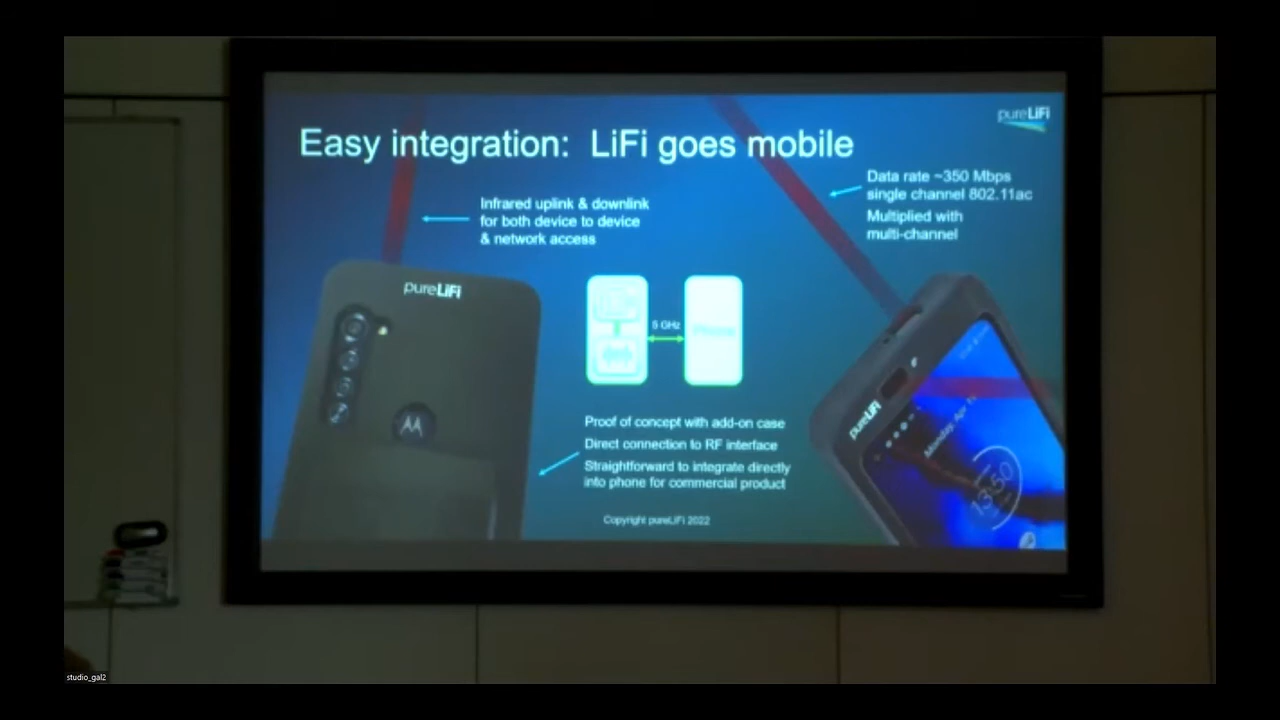 pureLiFi
Easy integration: LiFi goes mobile
Data rate ~350 Mbps
single channel 802.11ac
Multiplied with
multi-channel
Infrared uplink & downlink
for both device to device
& network access
pureLiFi
5 GHz
pureLiFi
Monday, Apr
13:50
Proof of concept with add-on case
Direct connection to RF interface
Straightforward to integrate directly
into phone for commercial product
Copyright pureLiFi 2022
studio_gal2